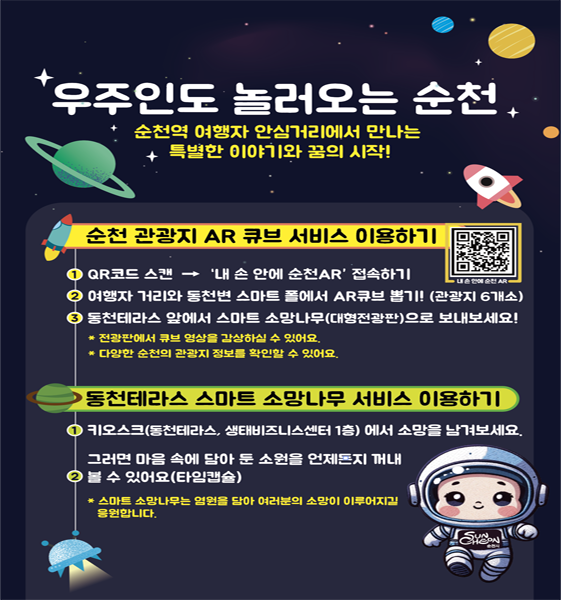 우주인도 놀러오는 순천
순천역 여행자 안심거리에서 만나는
특별한 이야기와 꿈의 시작!
순천 관광지 AR 큐브 서비스 이용하기
내 손 안에 순천 AR
1 QR코드 스캔 → '내 손 안에 순천AR' 접속하기
2 여행자 거리와 동천변 스마트 폴에서 AR큐브 뽑기! (관광지 6개소)
3 동천테라스 앞에서 스마트 소망나무(대형전광판)으로 보내보세요!
* 전광판에서 큐브 영상을 감상하실 수 있어요.
* 다양한 순천의 관광지 정보를 확인할 수 있어요.
동천테라스 스마트 소망나무 서비스 이용하기
1 키오스크(동천테라스, 생태비즈니스센터 1층) 에서 소망을 남겨보세요.
그러면 마음 속에 담아 둔 소원을 언제든지 꺼내
2 볼 수 있어요(타임캡슐)
* 스마트 소망나무는 염원을 담아 여러분의 소망이 이루어지길
응원합니다.
SUN
CHEON
순천시